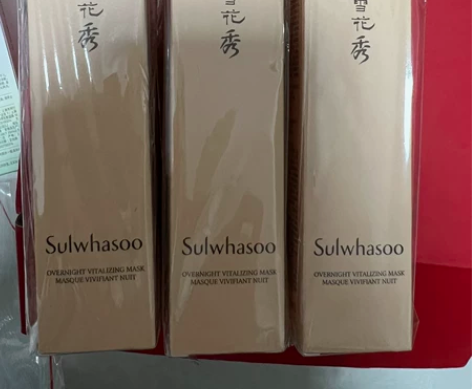 花
秀
Sulwhasoo
OVERNIGHT VITALIZING MASK
MASQUE VIVIFIANT NUIT
花
秀
Sulwhasoo
OVERNIGHT VITALIZING MASK
MASQUE VIVIFIANT NUIT
雪
花
秀
Sulwhasoo
OVERNIGHT VITALIZING MASK
MASQUE VIVIFIANT NUIT